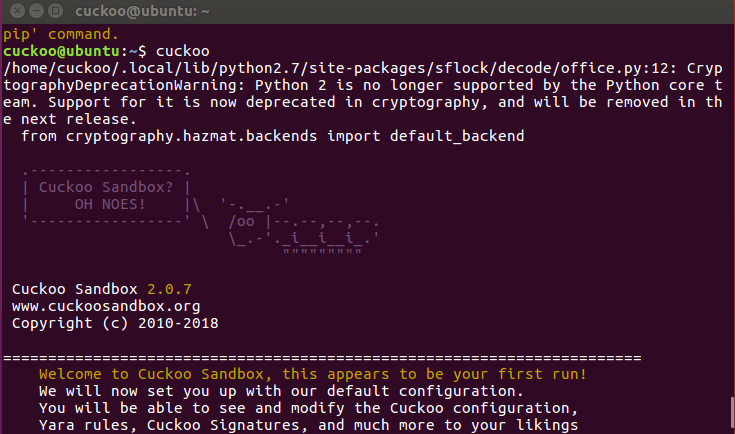 cuckoo@ubuntu: ~
pip' command.
cuckoo@ubuntu:~$ cuckoo
/home/cuckoo/.local/lib/python2.7/site-packages/sflock/decode/office.py:12: Cryp
tographyDeprecationWarning: Python 2 is no longer supported by the Python core t
eam. Support for it is now deprecated in cryptography, and will be removed in th
e next release.
  from cryptography.hazmat.backends import default_backend
  .-----------------.
  | Cuckoo Sandbox? |
  |     OH NOES!    |\  '-.__.-'
  '-----------------' \  /oo |--.--,--,--.
                         \_.-'._i__i__i_.'
                               """""""""
 Cuckoo Sandbox 2.0.7
 www.cuckoosandbox.org
 Copyright (c) 2010-2018
=======================================================================
    Welcome to Cuckoo Sandbox, this appears to be your first run!
    We will now set you up with our default configuration.
    You will be able to see and modify the Cuckoo configuration,
    Yara rules, Cuckoo Signatures, and much more to your likings